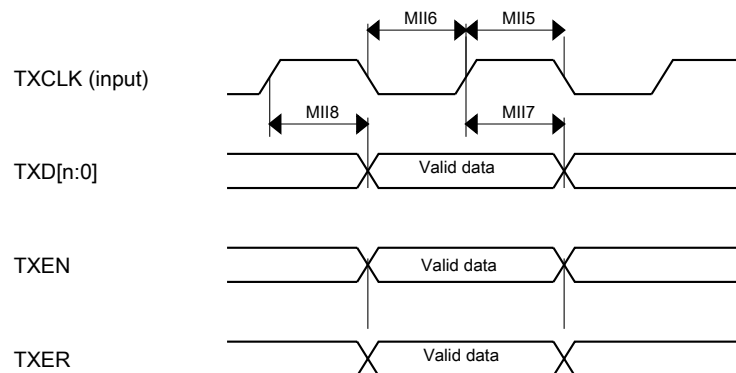 MII6 MII5
TXCLK (input)
MII8 MII7
TXD[n:0] Valid data
TXEN Valid data
TXER Valid data